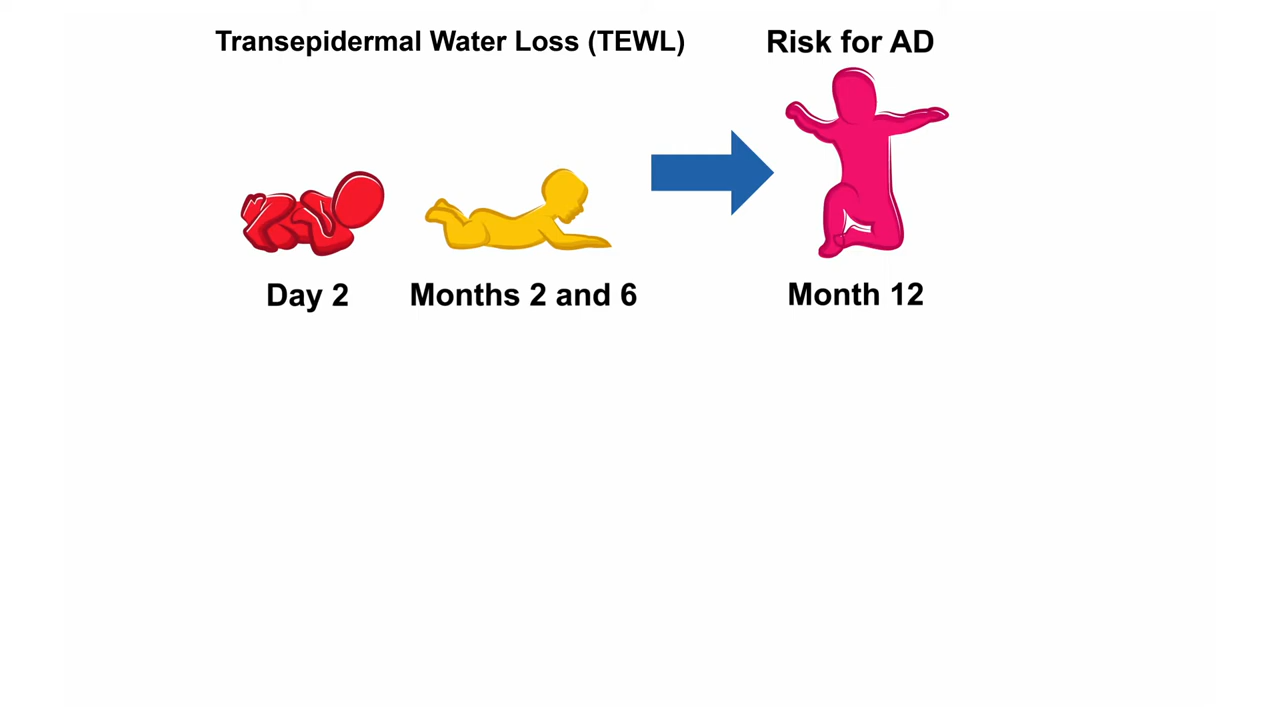 Transepidermal Water Loss (TEWL)
Risk for AD
Day 2
Months 2 and 6
Month 12